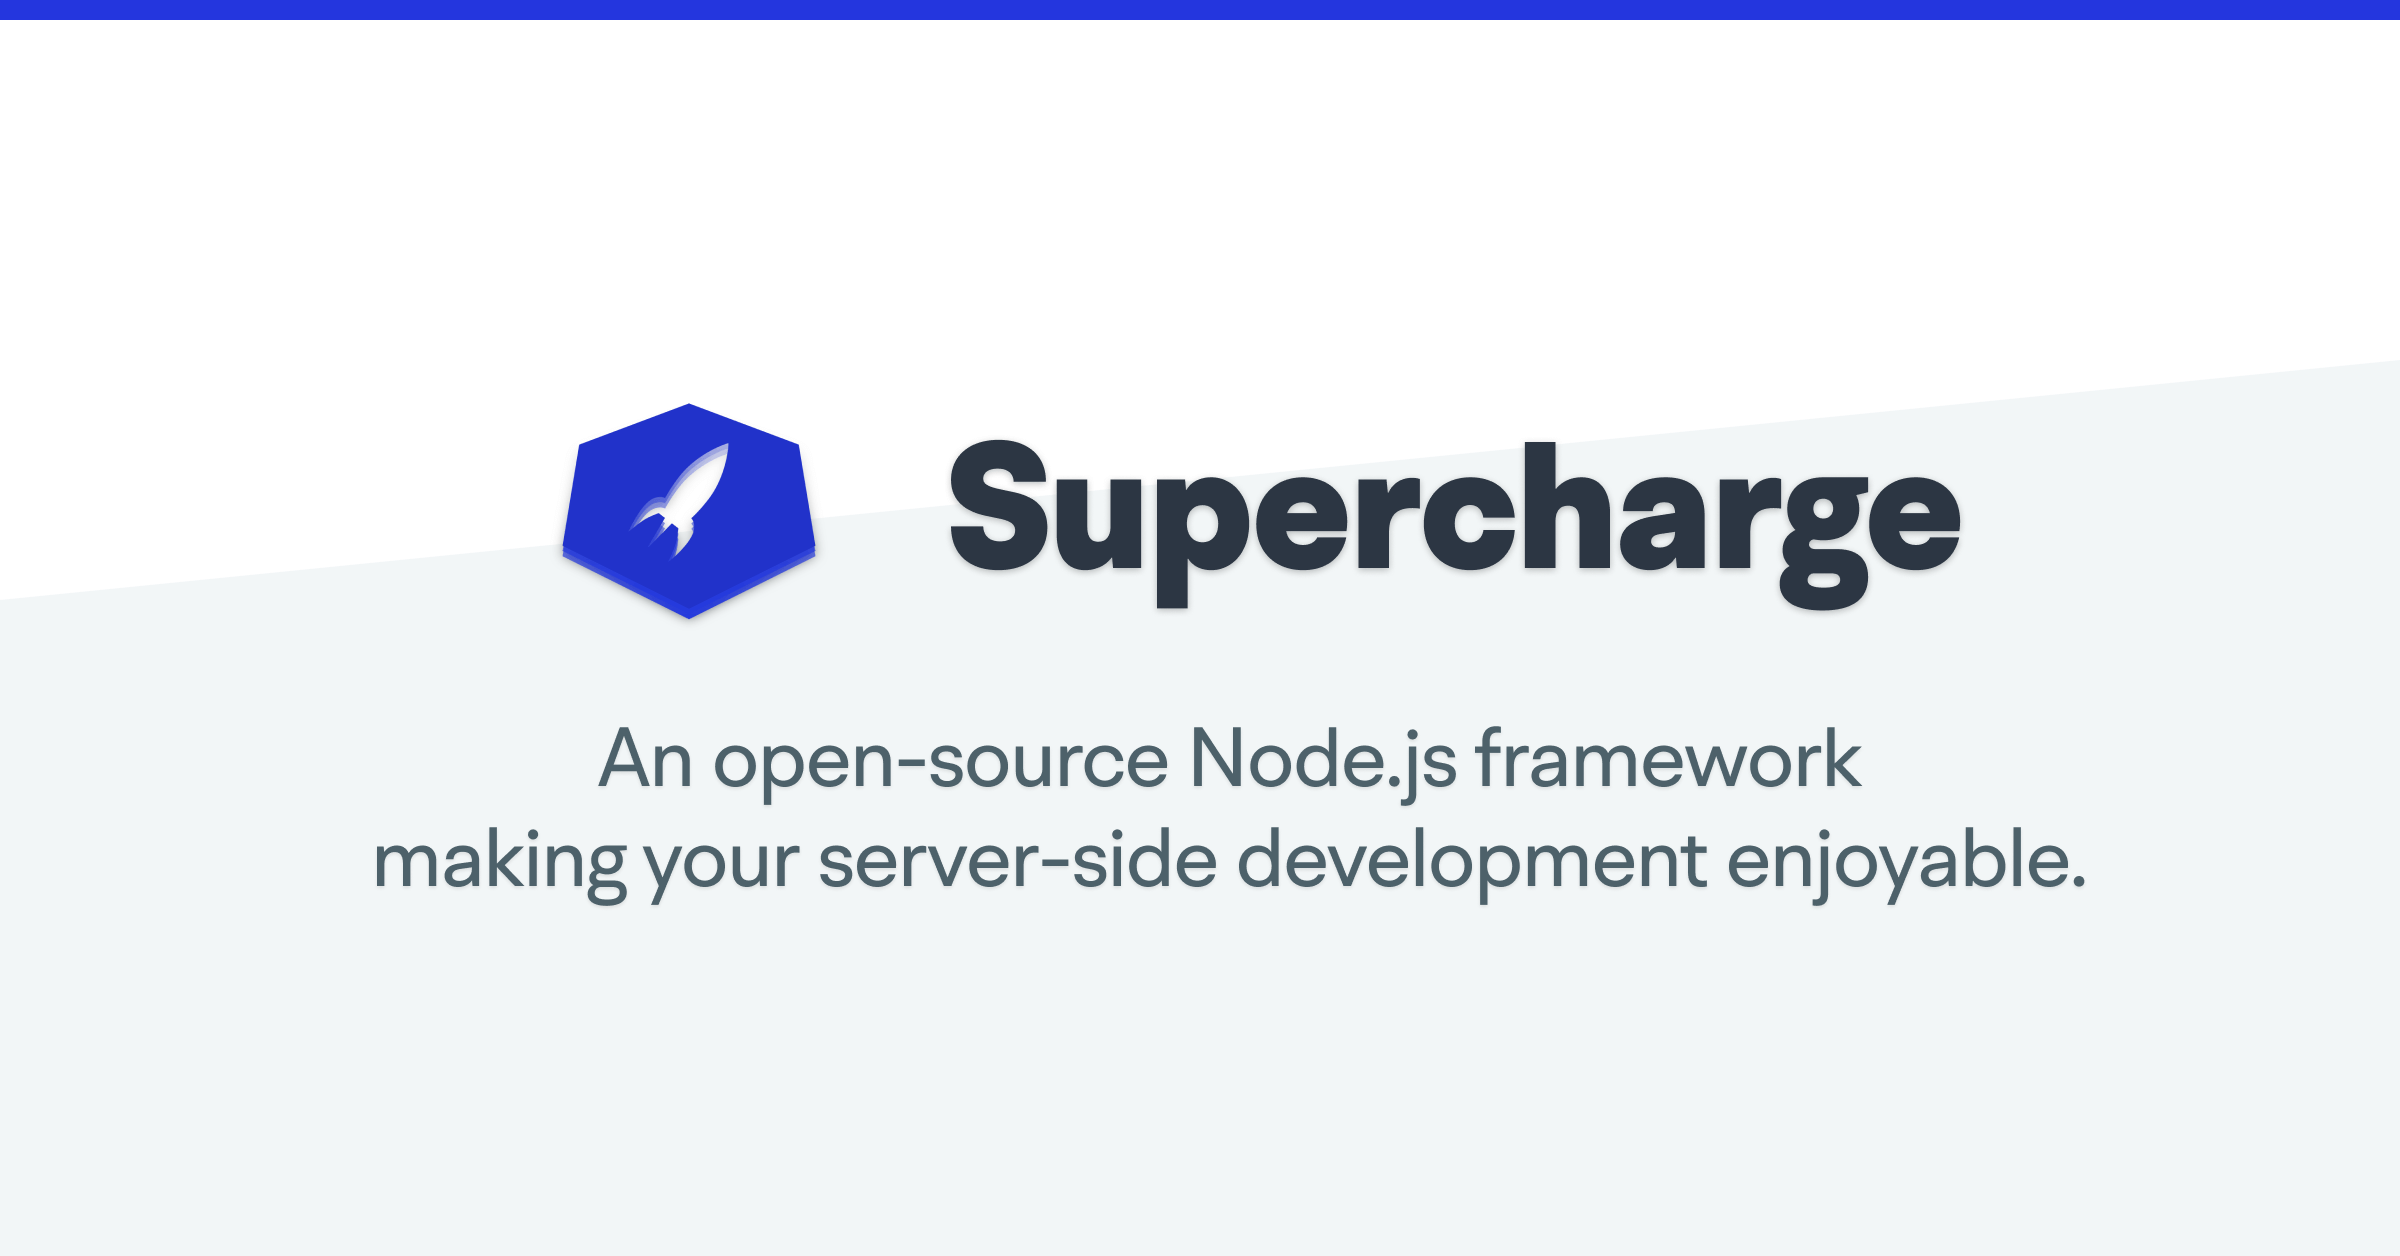 Supercharge
An open-source Node.js framework
making your server-side development enjoyable.